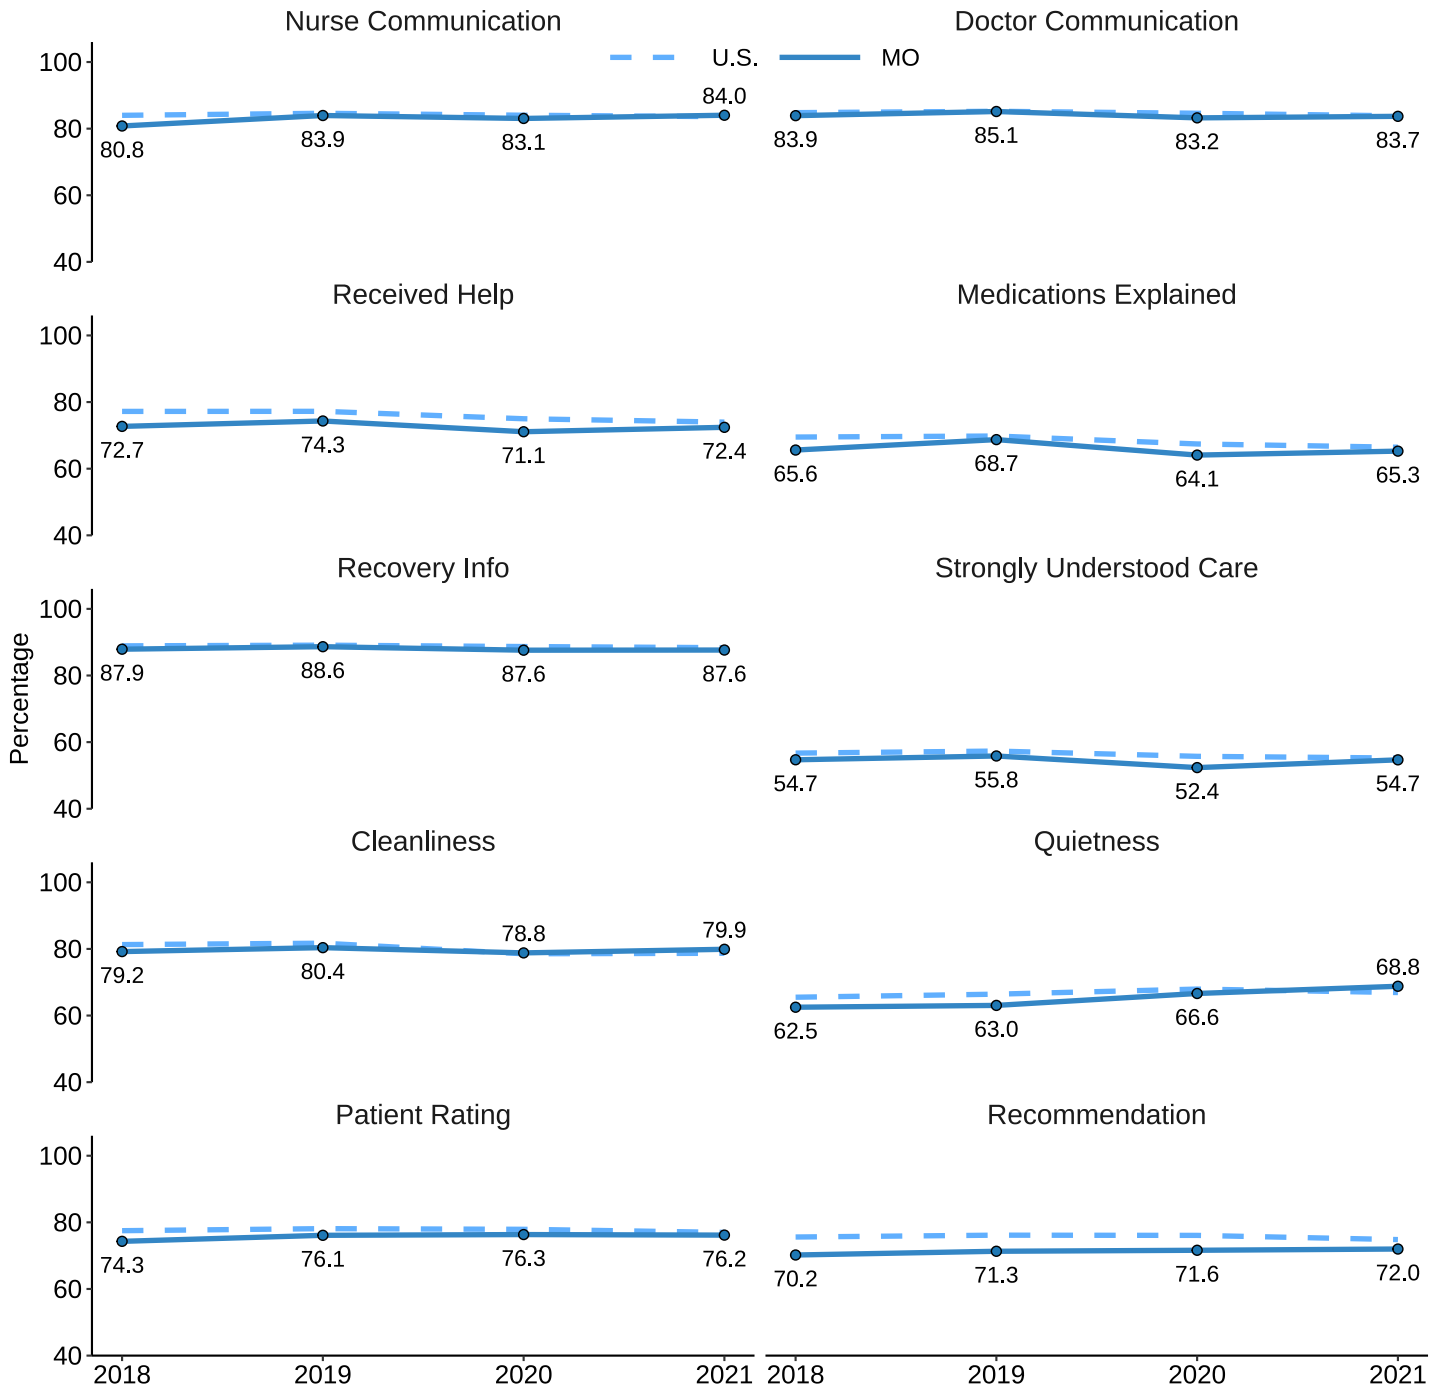 Nurse Communication
Doctor Communication
U.S. MO
100
80
60
40
80.8 83.9 83.1 84.0
83.9 85.1 83.2 83.7
Received Help
Medications Explained
100
80
60
40
72.7 74.3 71.1 72.4
65.6 68.7 64.1 65.3
Recovery Info
Strongly Understood Care
Percentage
100
80
60
40
87.9 88.6 87.6 87.6
54.7 55.8 52.4 54.7
Cleanliness
Quietness
100
80
60
40
79.2 80.4 78.8 79.9
62.5 63.0 66.6 68.8
Patient Rating
Recommendation
100
80
60
40
74.3 76.1 76.3 76.2
70.2 71.3 71.6 72.0
2018 2019 2020 2021 2018 2019 2020 2021